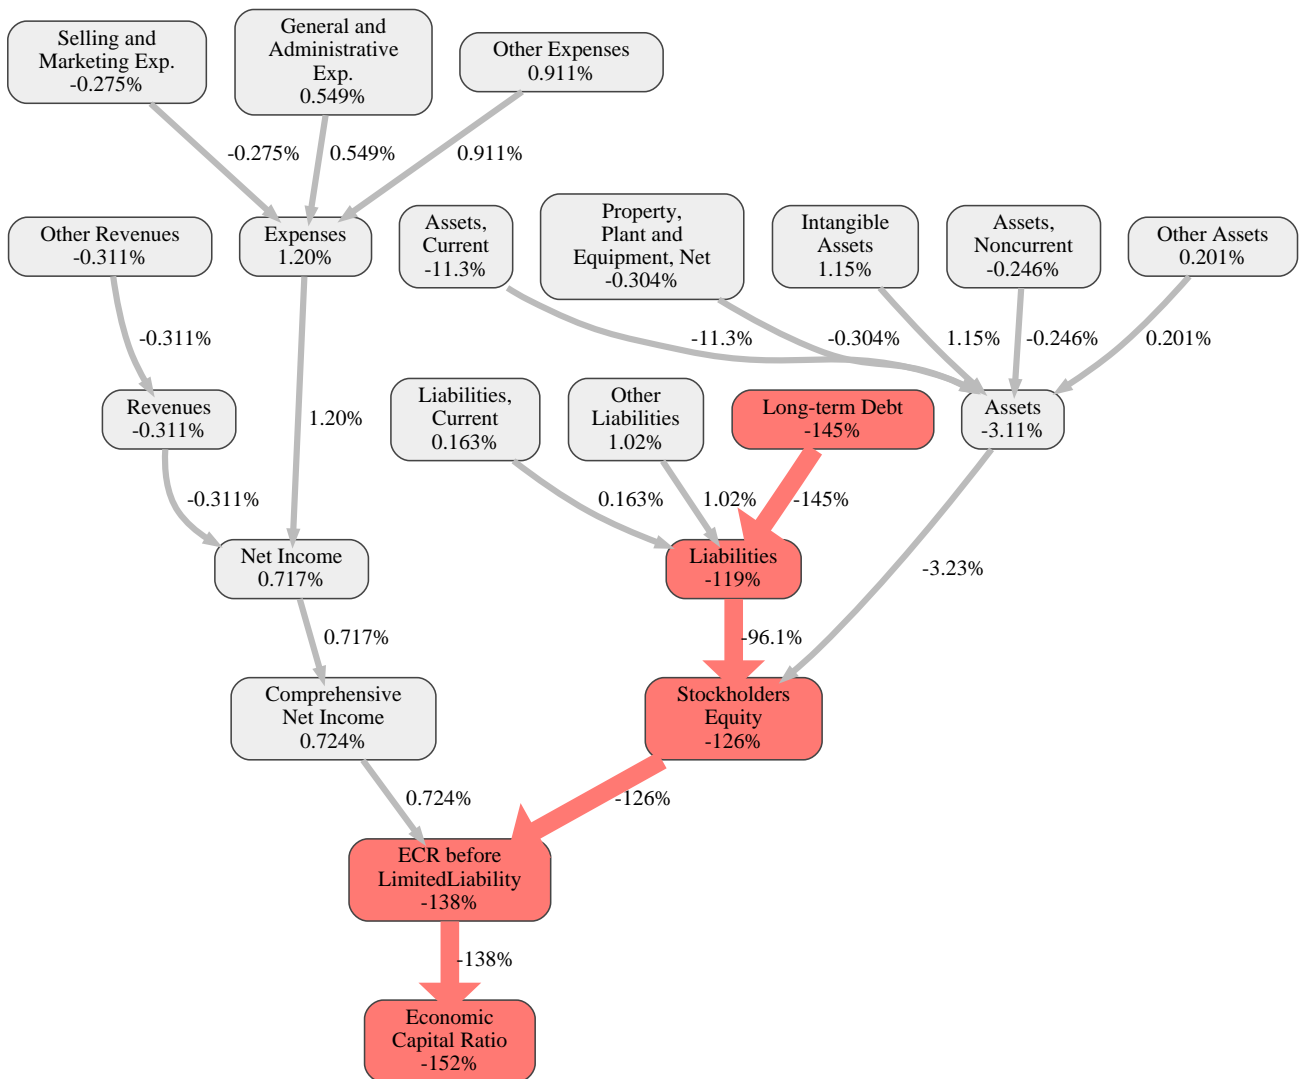 Selling and
Marketing Exp.
-0.275%
General and
Administrative
Exp.
0.549%
Other Expenses
0.911%
-0.275%
0.549%
0.911%
Other Revenues
-0.311%
Expenses
1.20%
Assets,
Current
-11.3%
Property,
Plant and
Equipment, Net
-0.304%
Intangible
Assets
1.15%
Assets,
Noncurrent
-0.246%
Other Assets
0.201%
-0.311%
-11.3%
-0.304%
1.15%
-0.246%
0.201%
Revenues
-0.311%
1.20%
Liabilities,
Current
0.163%
Other
Liabilities
1.02%
Long-term Debt
-145%
Assets
-3.11%
-0.311%
0.163%
1.02%
-145%
Net Income
0.717%
Liabilities
-119%
-3.23%
0.717%
-96.1%
Comprehensive
Net Income
0.724%
Stockholders
Equity
-126%
0.724%
-126%
ECR before
LimitedLiability
-138%
-138%
Economic
Capital Ratio
-152%